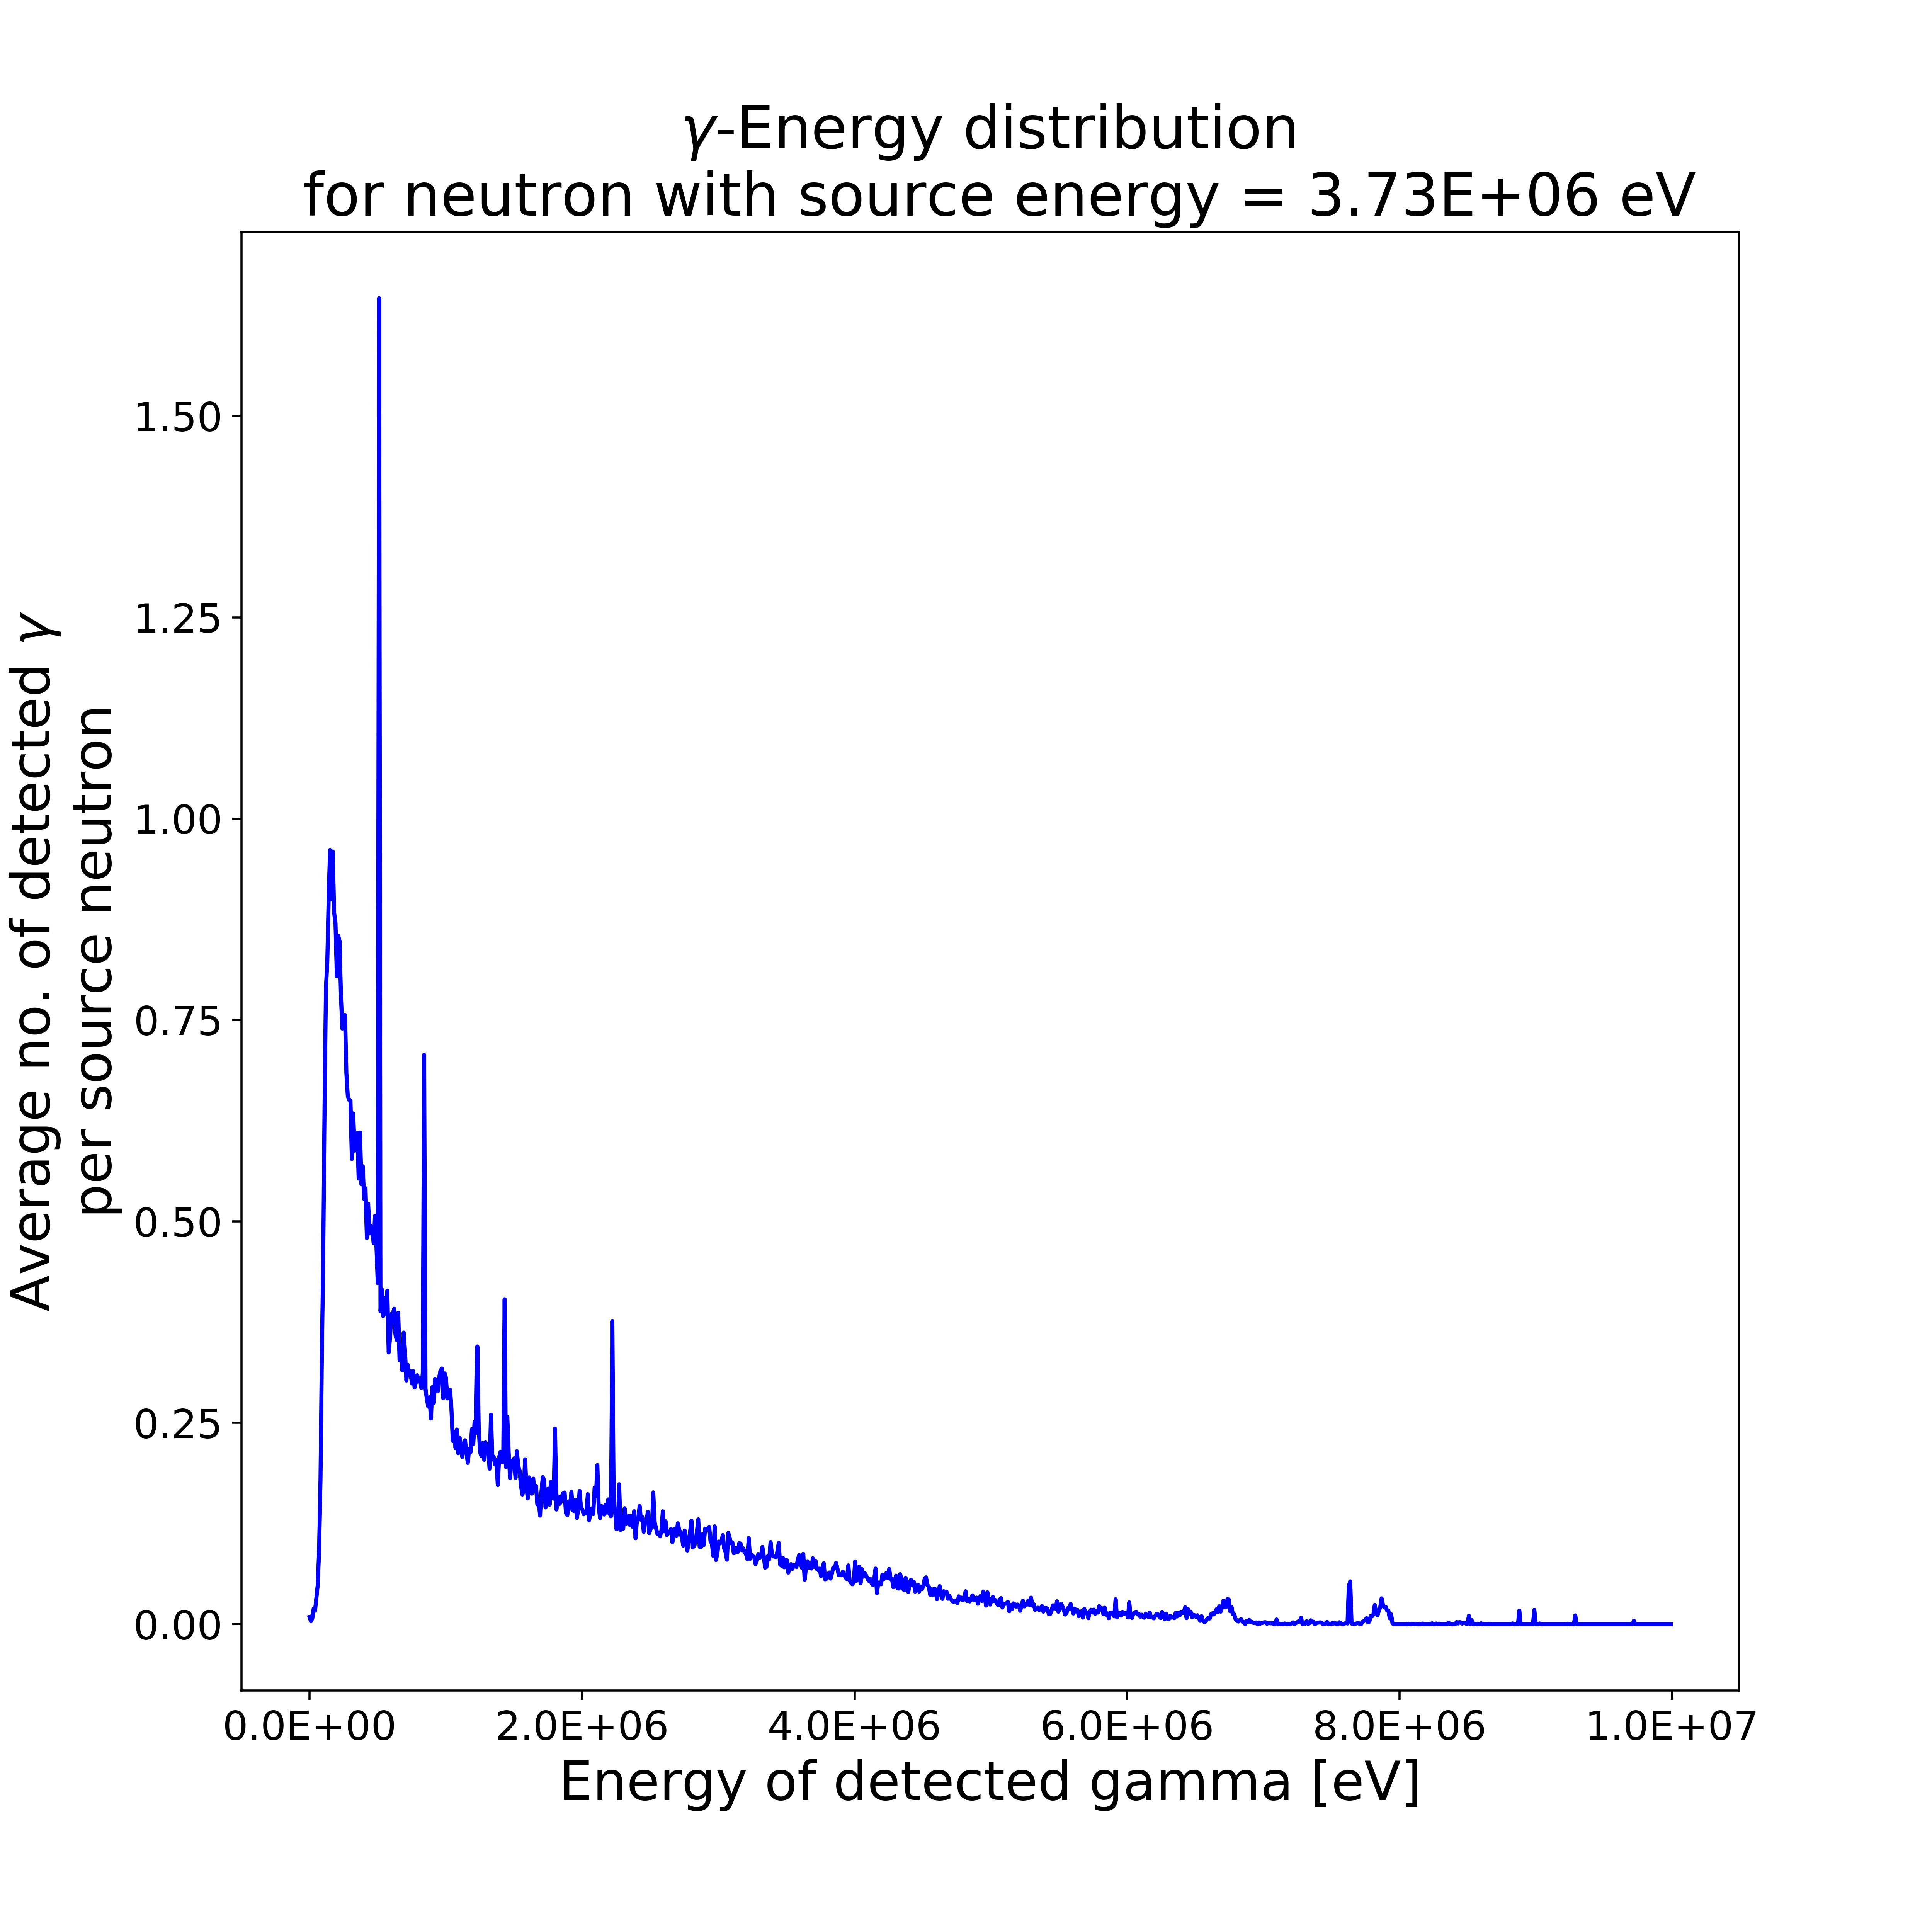 γ-Energy distribution
for neutron with source energy = 3.73E+06 eV
Average no. of detected γ
per source neutron
1.50
1.25
1.00
0.75
0.50
0.25
0.00
0.0E+00 2.0E+06 4.0E+06 6.0E+06 8.0E+06 1.0E+07
Energy of detected gamma [eV]